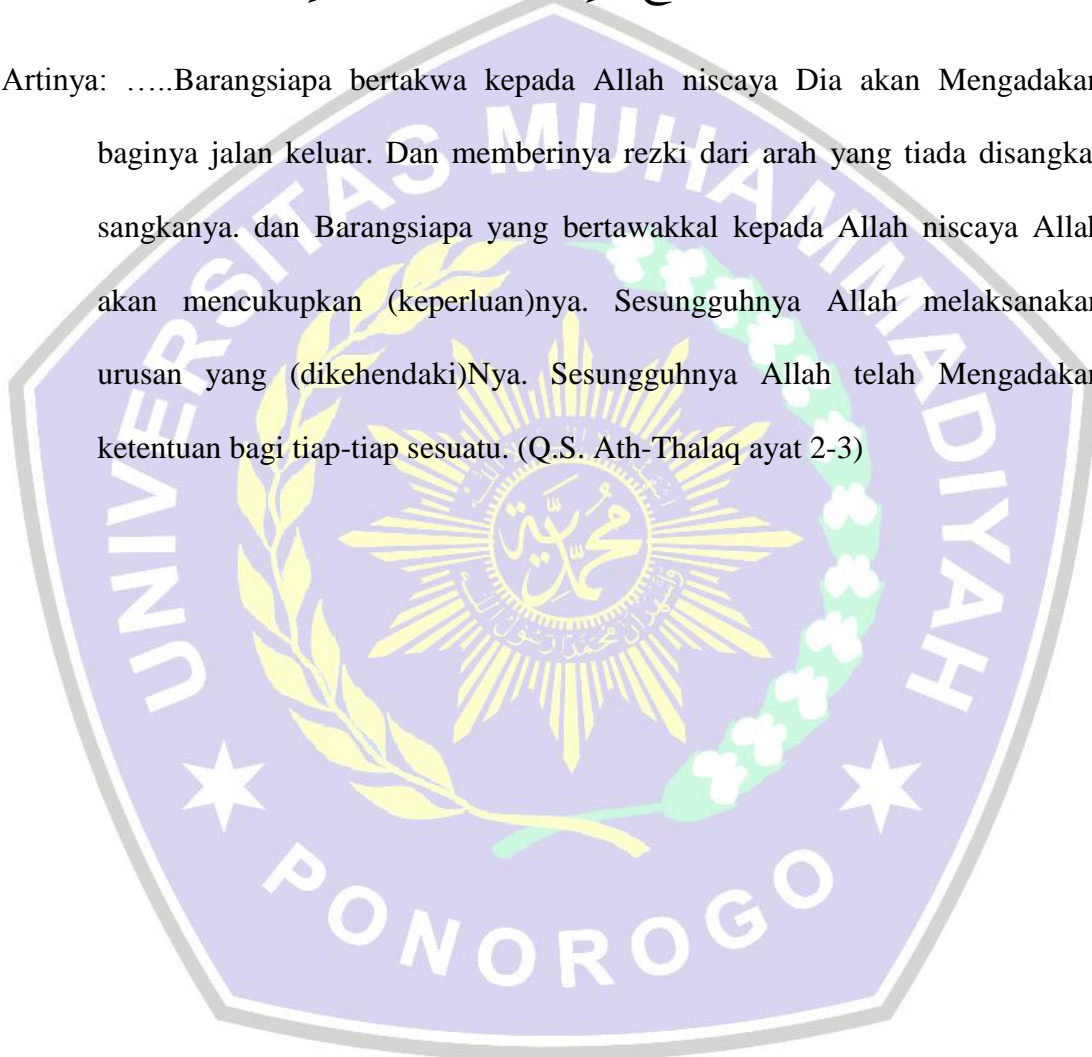 Artinya: …..Barangsiapa bertakwa kepada Allah niscaya Dia akan Mengadakan
baginya jalan keluar. Dan memberinya rezki dari arah yang tiada disangka
sangkanya. dan Barangsiapa yang bertawakkal kepada Allah niscaya Allah
akan mencukupkan (keperluan)nya. Sesungguhnya Allah melaksanakan
urusan yang (dikehendaki)Nya. Sesungguhnya Allah telah Mengadakan
ketentuan bagi tiap-tiap sesuatu. (Q.S. Ath-Thalaq ayat 2-3)
UNIVERSITAS MUHAMMADIYAH
محمدية
PONOROGO